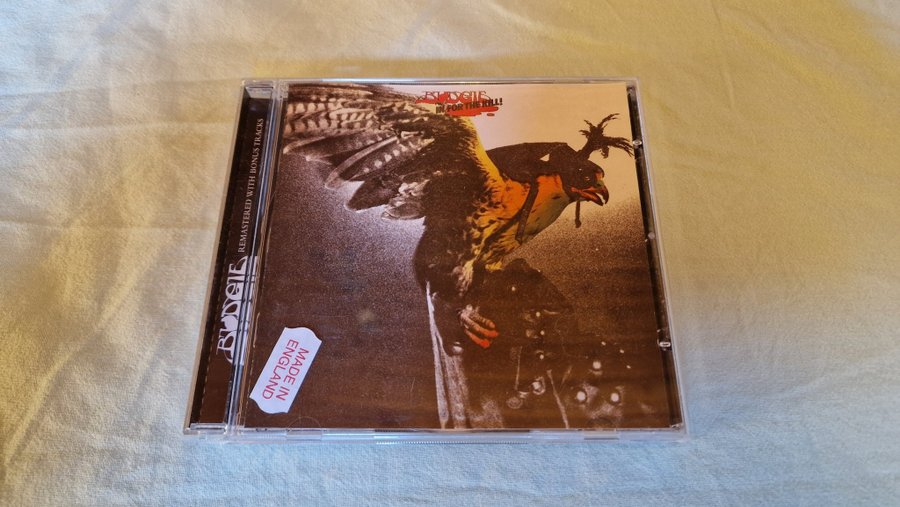 BUDGIE
IN FOR THE KILL!
BUDGIE REMASTERED WITH BONUS TRACKS
MADE IN
ENGLAND